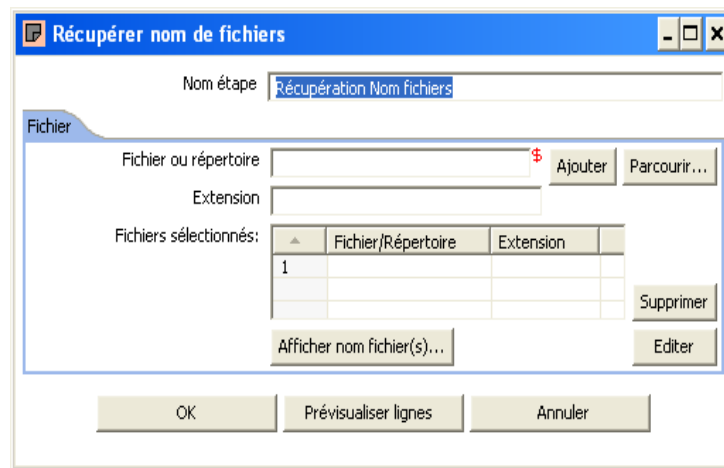 Récupérer nom de fichiers
Nom étape Récupération Nom fichiers
Fichier
Fichier ou répertoire $ Ajouter Parcourir...
Extension
Fichiers sélectionnés: Fichier/Répertoire Extension
1
Supprimer
Afficher nom fichier(s)... Editer
OK Prévisualiser lignes Annuler